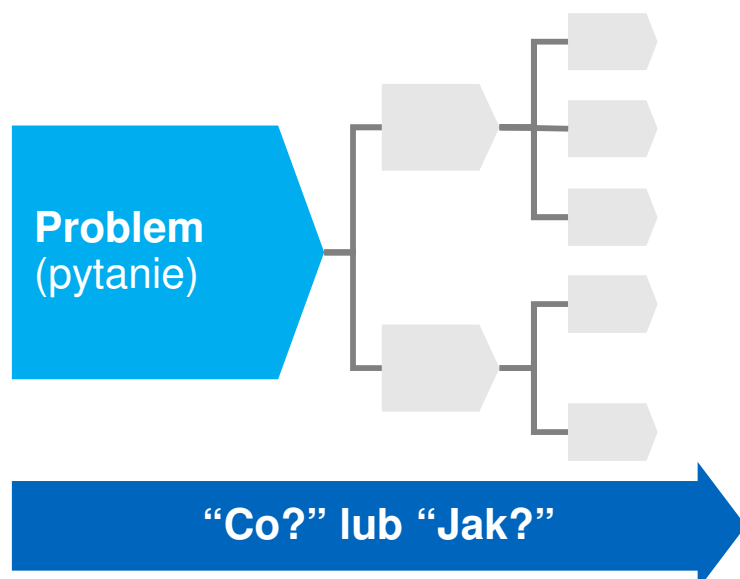 Problem
(pytanie)
“Co?” lub “Jak?”